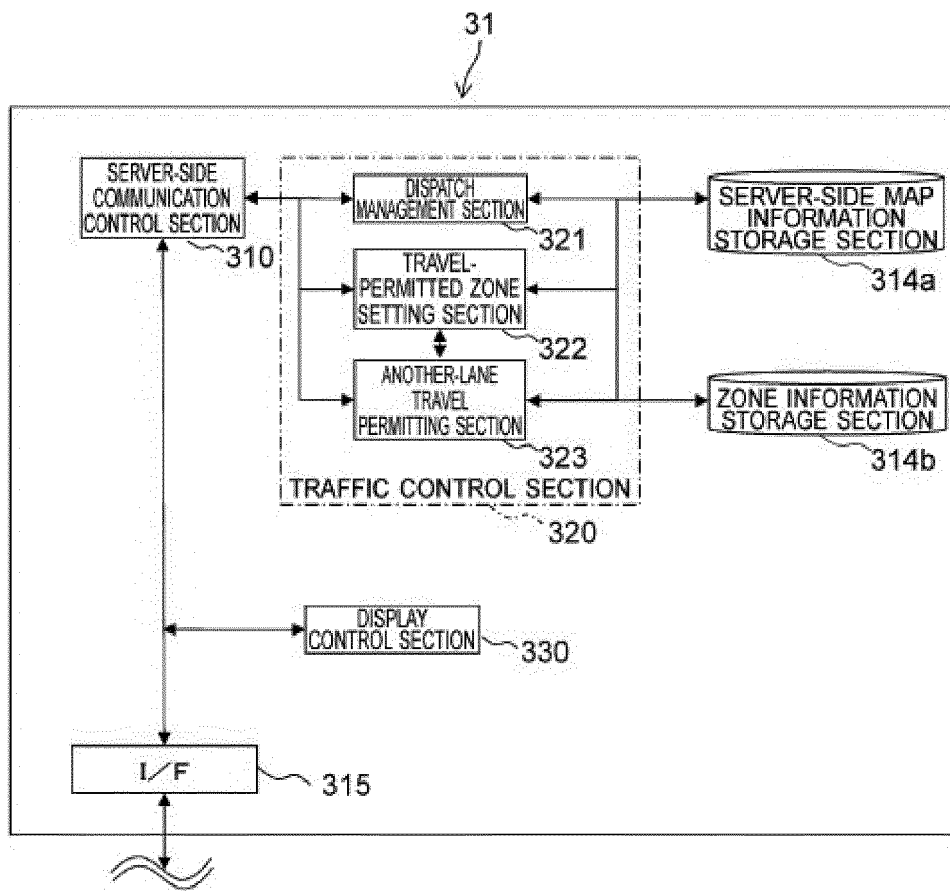 31
SERVER-SIDE
COMMUNICATION
CONTROL SECTION
310
DISPATCH
MANAGEMENT SECTION
321
TRAVEL-
PERMITTED ZONE
SETTING SECTION
322
ANOTHER-LANE
TRAVEL
PERMITTING SECTION
323
TRAFFIC CONTROL SECTION
320
SERVER-SIDE MAP
INFORMATION
STORAGE SECTION
314a
ZONE INFORMATION
STORAGE SECTION
314b
DISPLAY
CONTROL SECTION
330
I/F
315